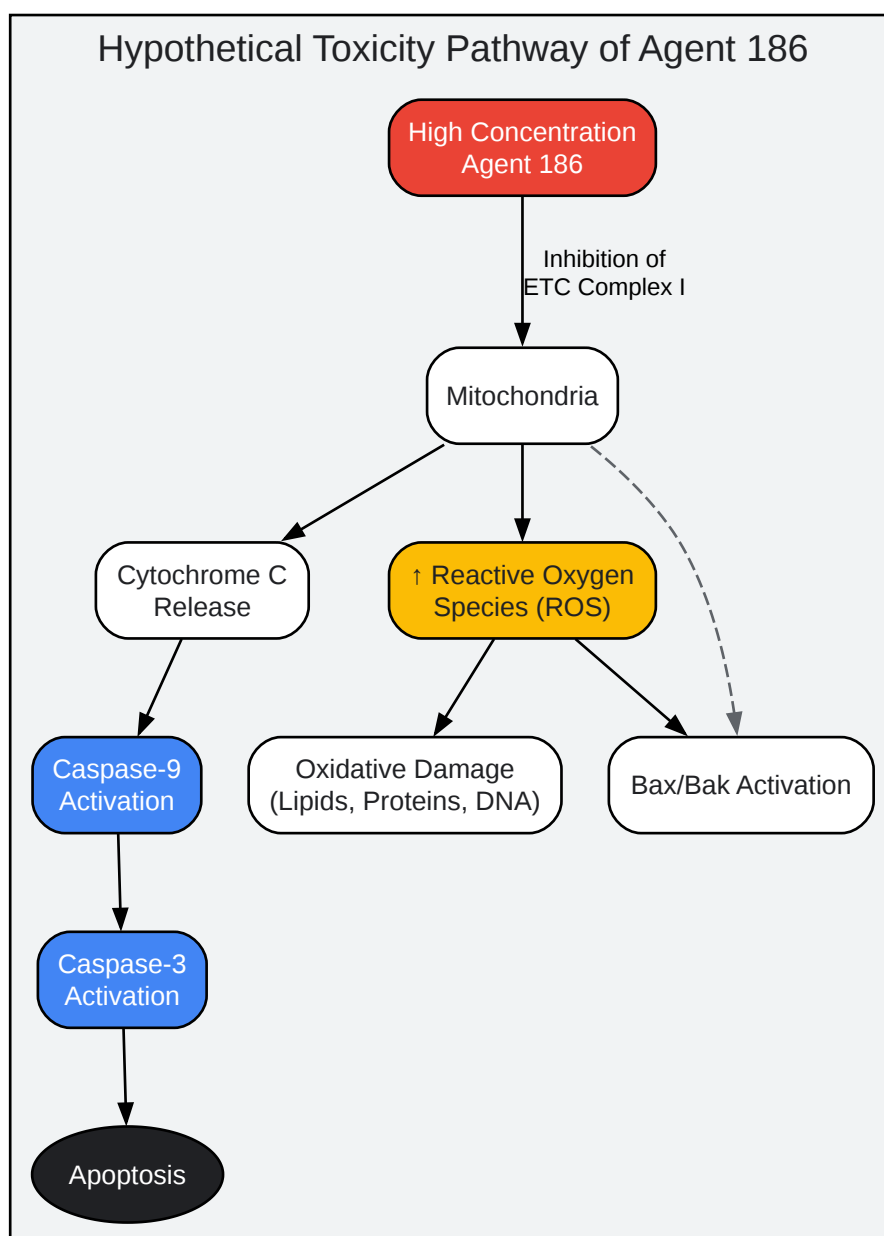 Hypothetical Toxicity Pathway of Agent 186
High Concentration
Agent 186
Inhibition of
ETC Complex I
Mitochondria
Cytochrome C
Release
↑ Reactive Oxygen
Species (ROS)
Caspase-9
Activation
Oxidative Damage
(Lipids, Proteins, DNA)
Bax/Bak Activation
Caspase-3
Activation
Apoptosis